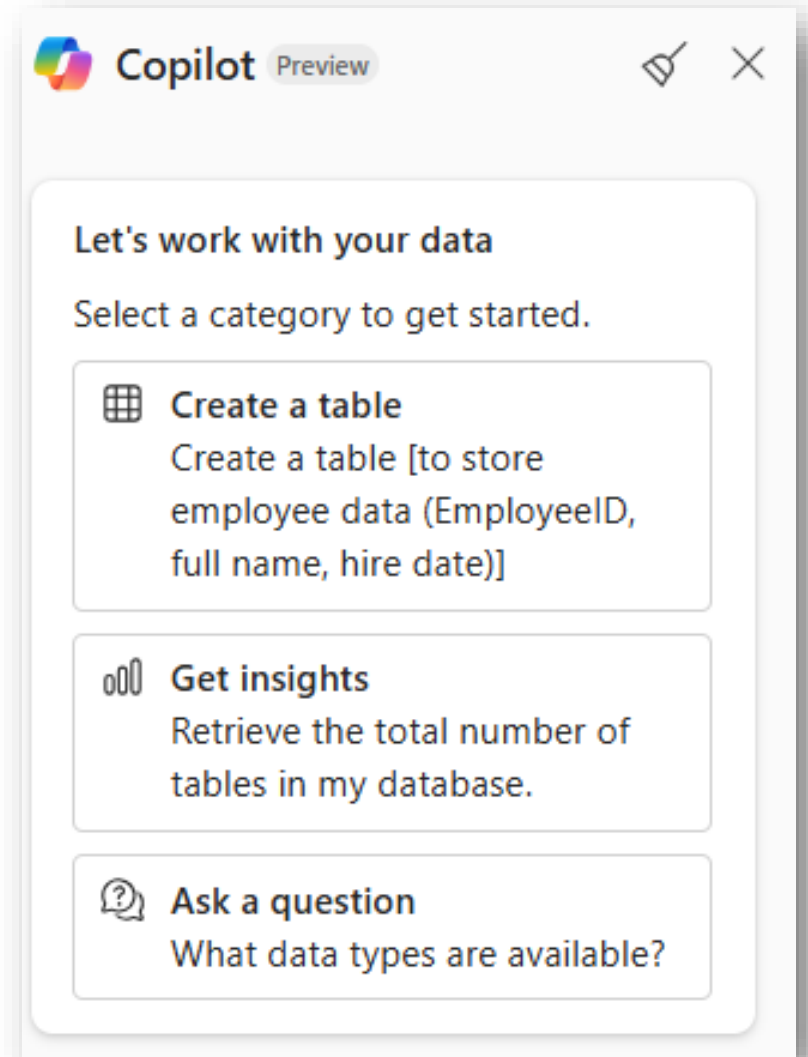 Copilot Preview
Let's work with your data
Select a category to get started.
Create a table
Create a table [to store
employee data (EmployeeID,
full name, hire date)]
Get insights
Retrieve the total number of
tables in my database.
Ask a question
What data types are available?